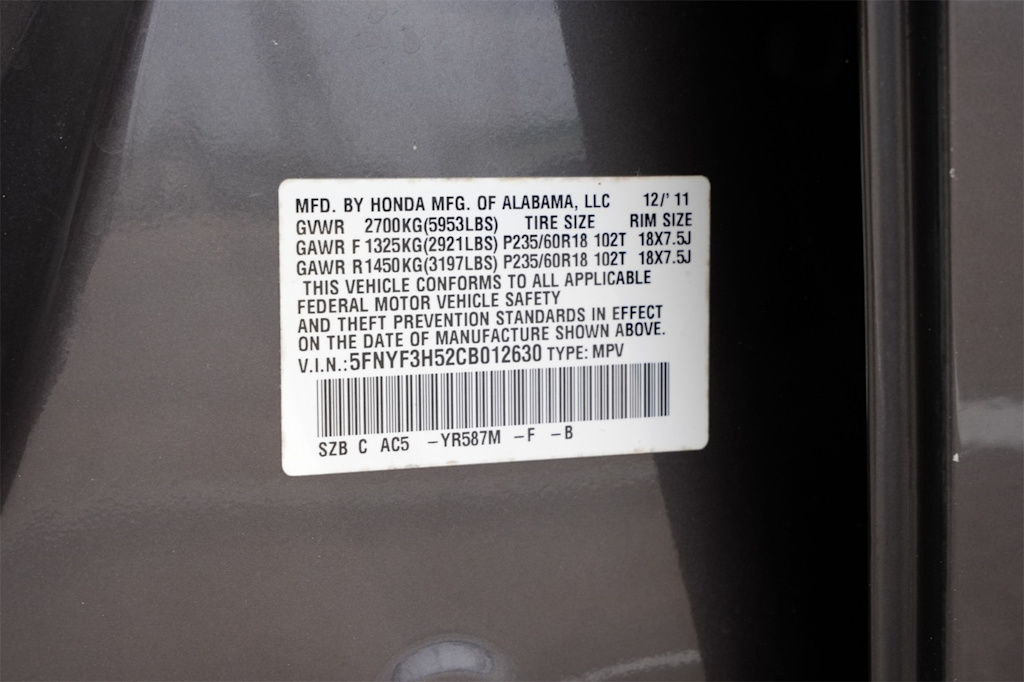 MFD. BY HONDA MFG. OF ALABAMA, LLC 12/'11
GVWR 2700KG(5953LBS) TIRE SIZE RIM SIZE
GAWR F 1325KG(2921LBS) P235/60R18 102T 18X7.5J
GAWR R1450KG(3197LBS) P235/60R18 102T 18X7.5J
THIS VEHICLE CONFORMS TO ALL APPLICABLE
FEDERAL MOTOR VEHICLE SAFETY
AND THEFT PREVENTION STANDARDS IN EFFECT
ON THE DATE OF MANUFACTURE SHOWN ABOVE.
V.I.N.:5FNYF3H52CB012630 TYPE: MPV
SZB C AC5 -YR587M -F -B